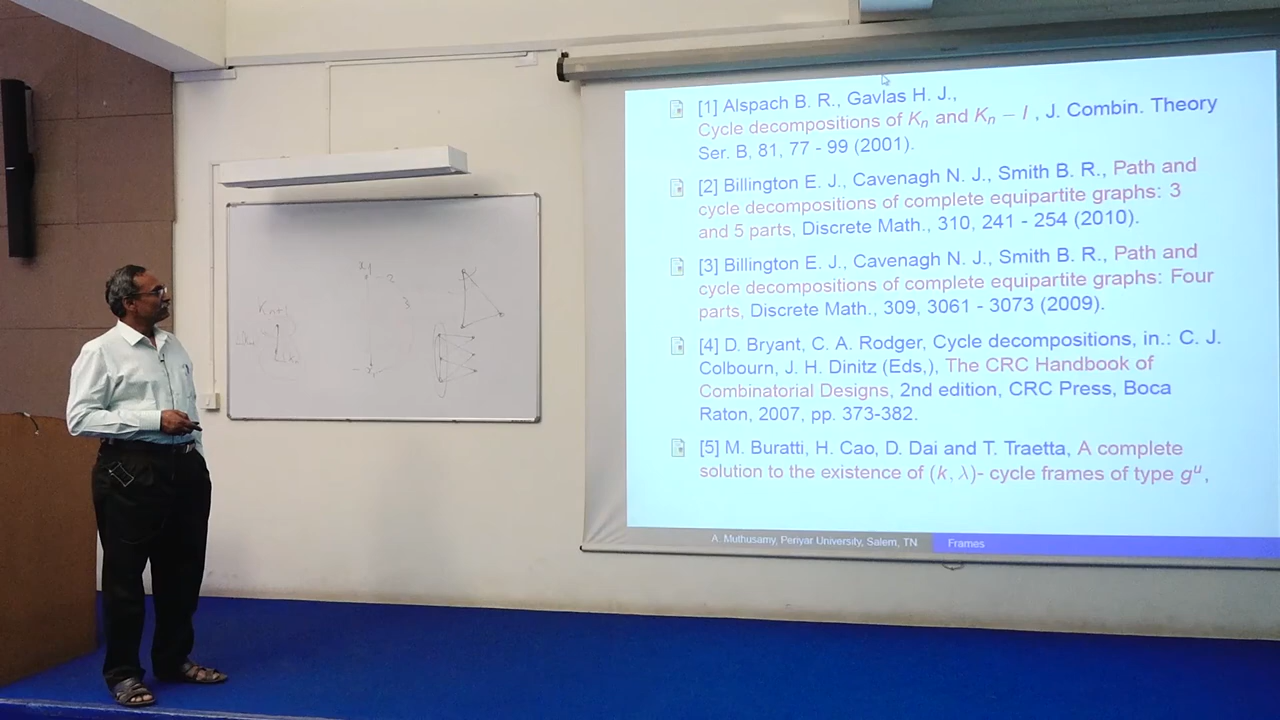 [1] Alspach B. R., Gavlas H. J.,
Cycle decompositions of Kn and Kn − I , J. Combin. Theory
Ser. B, 81, 77 - 99 (2001).
[2] Billington E. J., Cavenagh N. J., Smith B. R., Path and
cycle decompositions of complete equipartite graphs: 3
and 5 parts, Discrete Math., 310, 241 - 254 (2010).
[3] Billington E. J., Cavenagh N. J., Smith B. R., Path and
cycle decompositions of complete equipartite graphs: Four
parts, Discrete Math., 309, 3061 - 3073 (2009).
[4] D. Bryant, C. A. Rodger, Cycle decompositions, in.: C. J.
Colbourn, J. H. Dinitz (Eds,), The CRC Handbook of
Combinatorial Designs, 2nd edition, CRC Press, Boca
Raton, 2007, pp. 373-382.
[5] M. Buratti, H. Cao, D. Dai and T. Traetta, A complete
solution to the existence of (k, λ)- cycle frames of type gᵘ,
A. Muthusamy, Periyar University, Salem, TN Frames
2
3